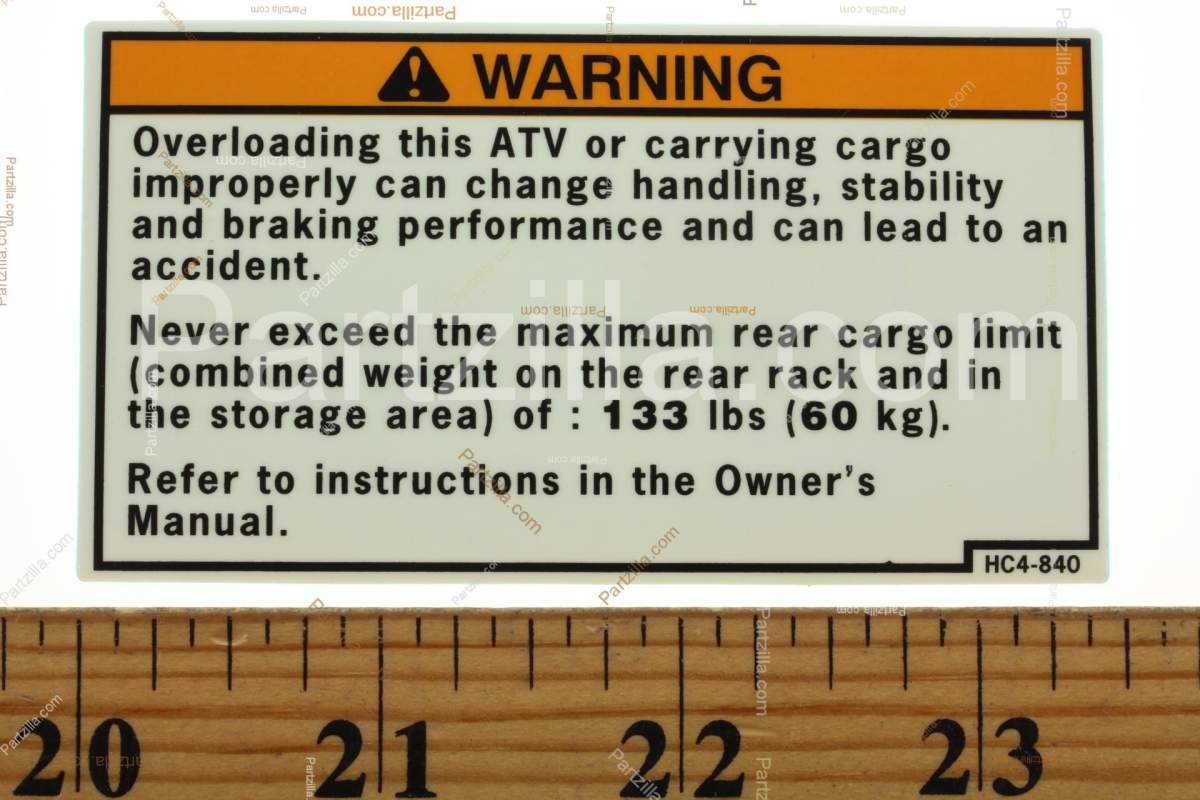 WARNING
Overloading this ATV or carrying cargo
improperly can change handling, stability
and braking performance and can lead to an
accident.
Never exceed the maximum rear cargo limit
(combined weight on the rear rack and in
the storage area) of : 133 lbs (60 kg).
Refer to instructions in the Owner's
Manual.
HC4-840
Partzilla.com
20 21 22 23